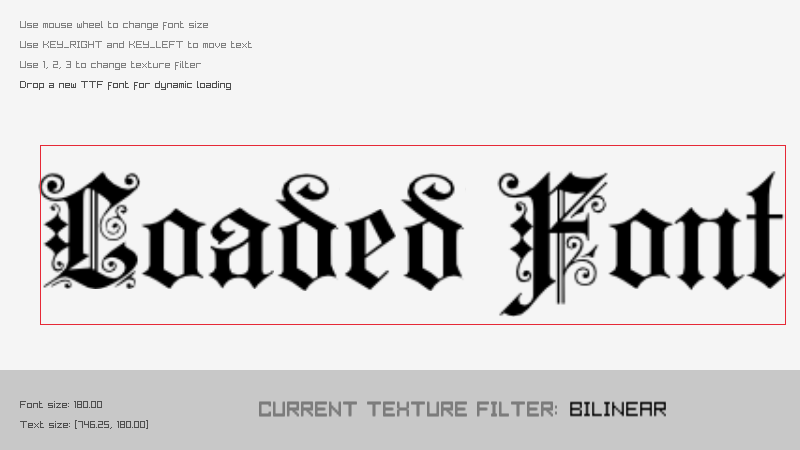 Use mouse wheel to change font size
Use KEY_RIGHT and KEY_LEFT to move text
Use 1, 2, 3 to change texture filter
Drop a new TTF font for dynamic loading
Loaded Font
Font size: 180.00
Text size: [746.25, 180.00]
CURRENT TEXTURE FILTER: BILINEAR